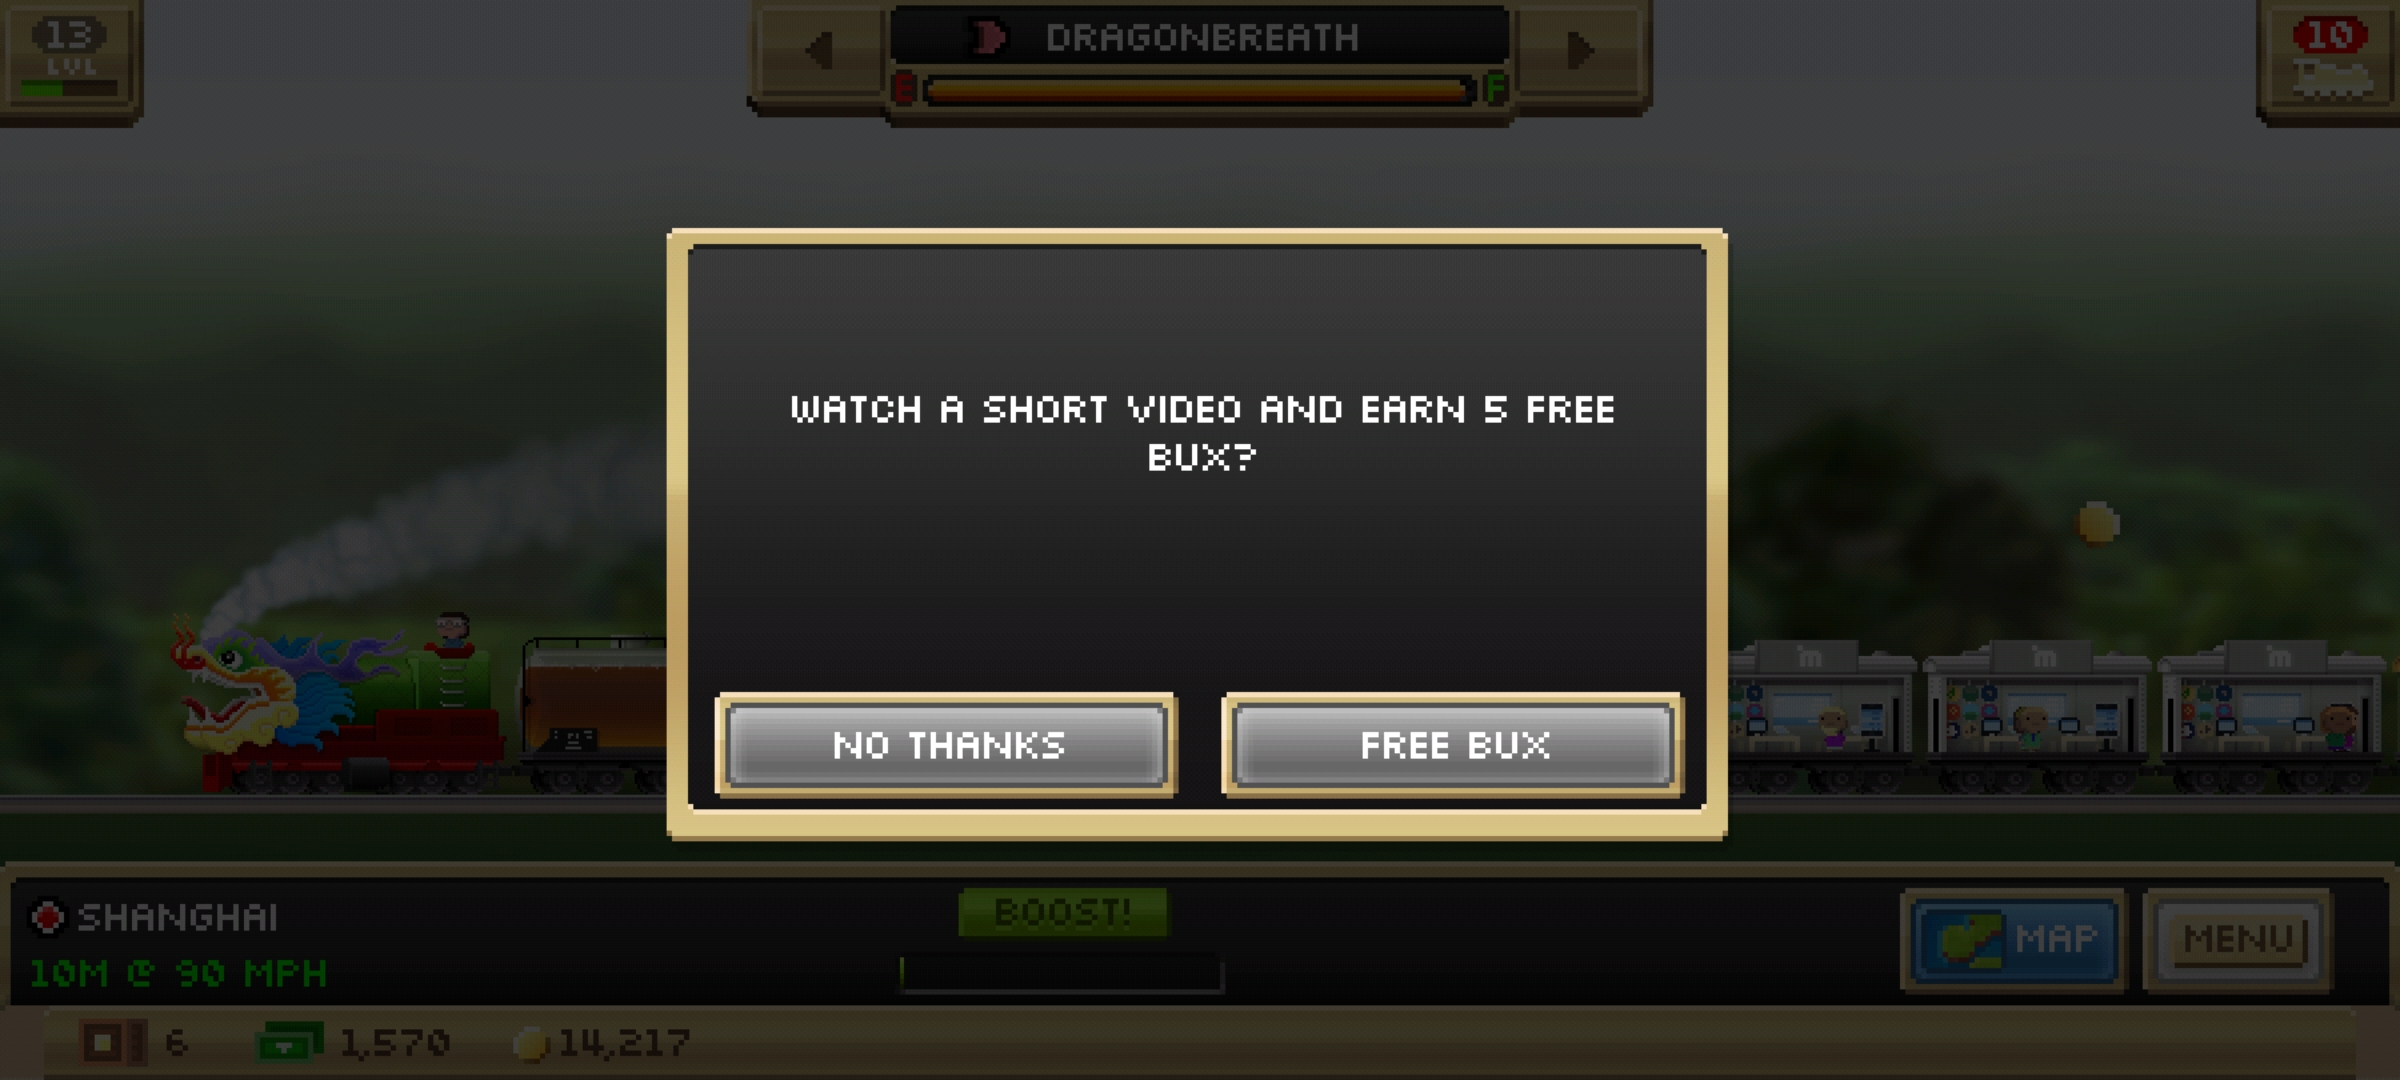 13
LVL
DRAGONBREATH
E F
10
WATCH A SHORT VIDEO AND EARN 5 FREE
BUX?
NO THANKS
FREE BUX
m m m
SHANGHAI
10M @ 90 MPH
BOOST!
MAP
MENU
6
1,570
14,217